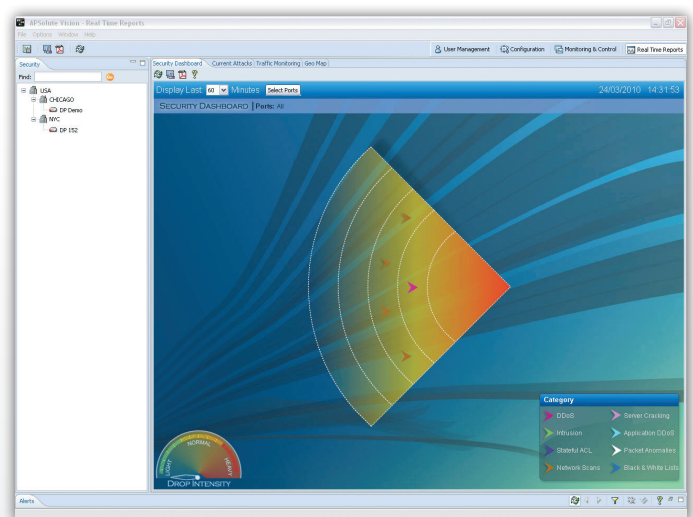 APSolute Vision - Real Time Reports
File Options Window Help
User Management Configuration Monitoring & Control Real Time Reports
Security
Security Dashboard Current Attacks Traffic Monitoring Geo Map
Find:
USA
CHICAGO
DP Demo
NYC
DP 152
Display Last 60 Minutes Select Ports 24/03/2010 14:31:53
SECURITY DASHBOARD | Ports: All
Category
DDoS Server Cracking
Intrusion Application DDoS
Stateful ACL Packet Anomalies
Network Scans Black & White Lists
LIGHT NORMAL HEAVY
DROP INTENSITY
Alerts